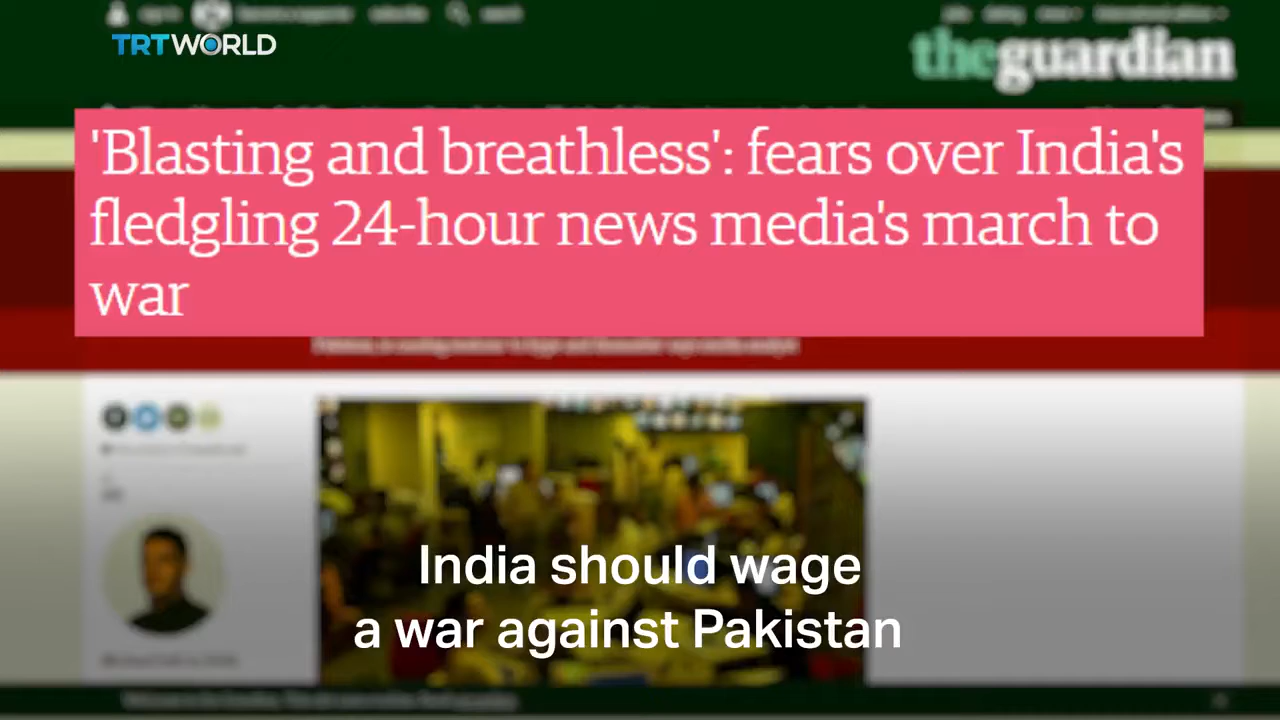 TRTWORLD
theguardian
'Blasting and breathless': fears over India's
fledgling 24-hour news media's march to
war
India should wage
a war against Pakistan